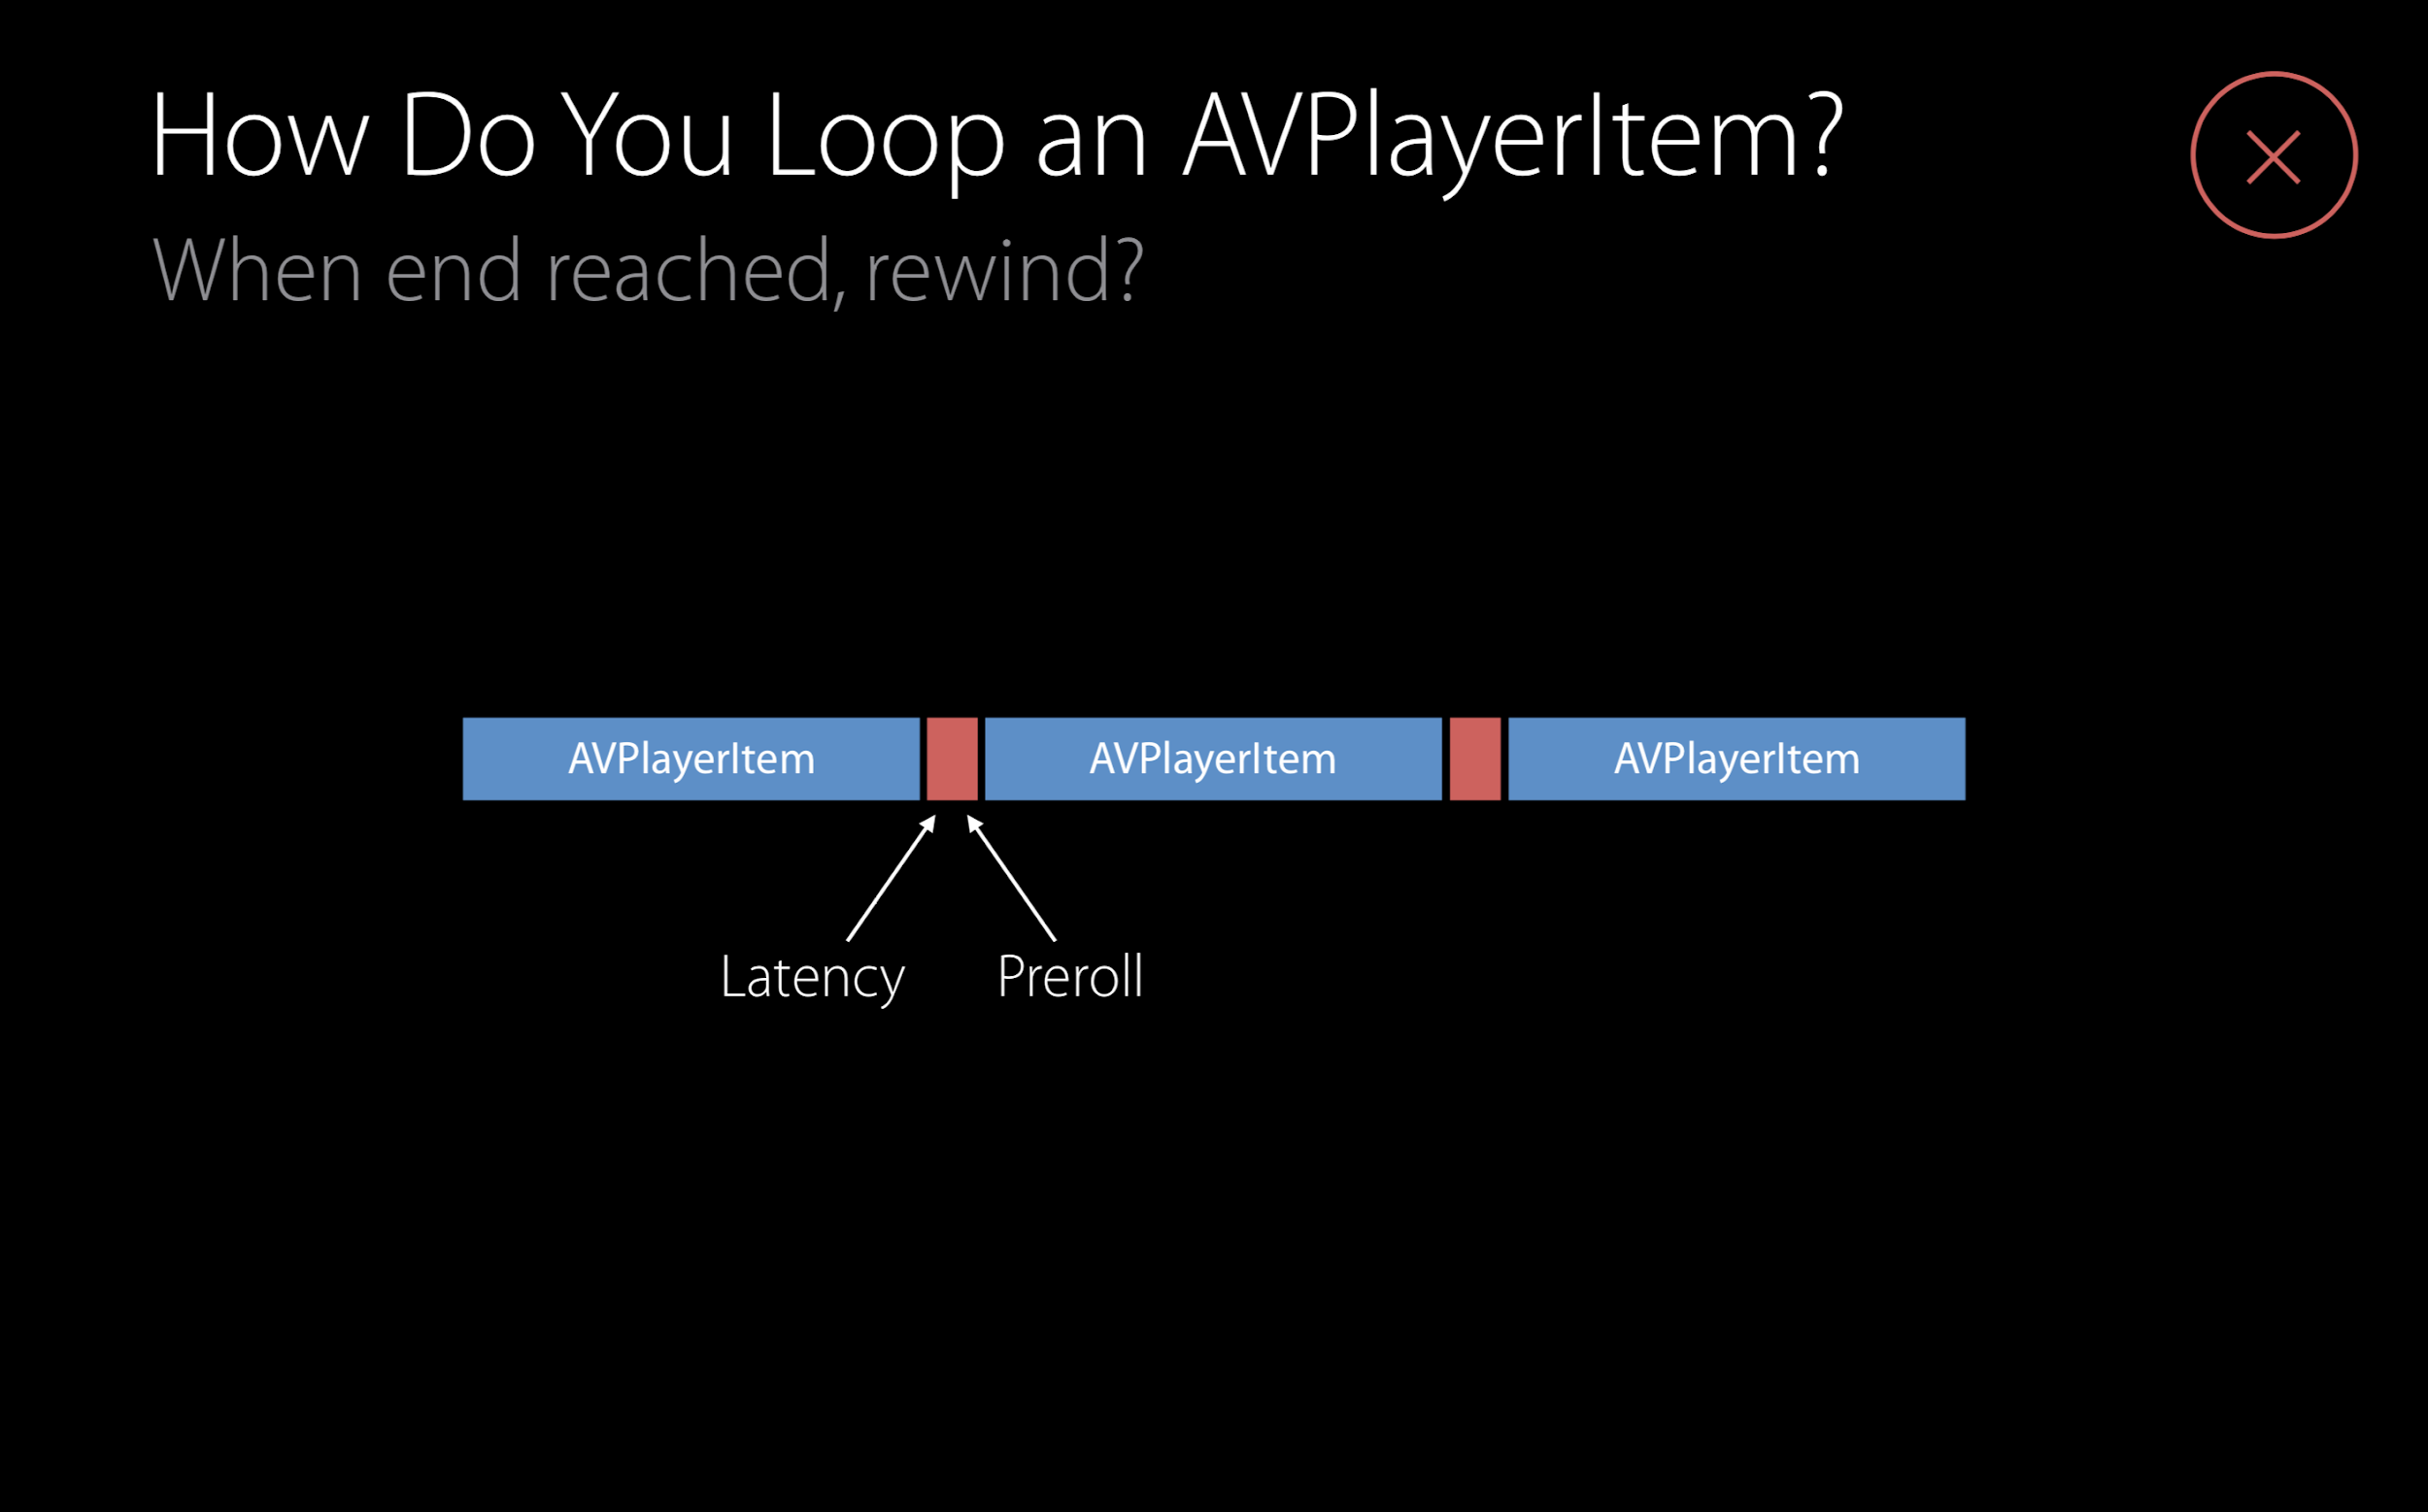 How Do You Loop an AVPlayerItem?
When end reached, rewind?
AVPlayerItem AVPlayerItem AVPlayerItem
Latency Preroll